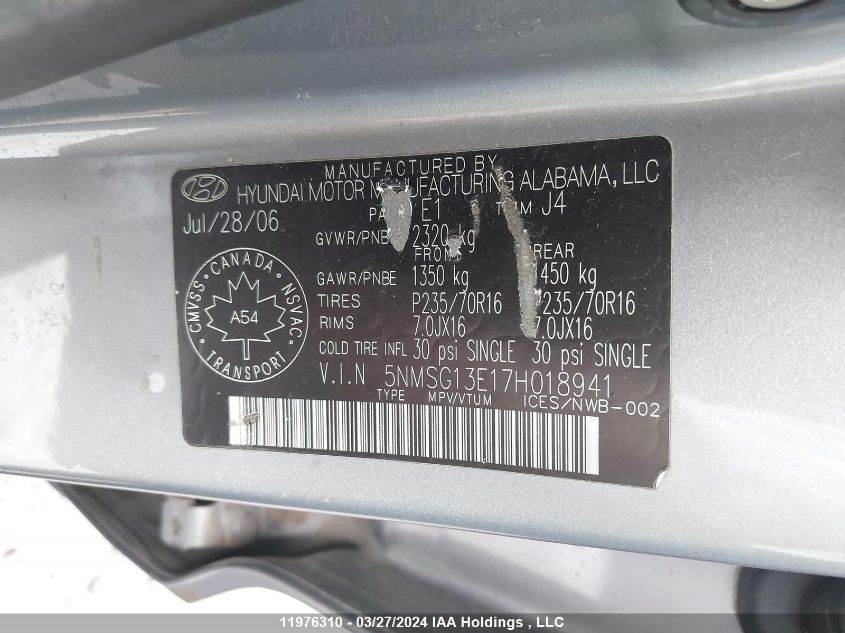 MANUFACTURED BY
HYUNDAI MOTOR MANUFACTURING ALABAMA, LLC
Jul/28/06 E1 J4
GVWR/PNBE 2320 kg
REAR
GAWR/PNBE 1350 kg 1450 kg
TIRES P235/70R16 P235/70R16
RIMS 7.0JX16 7.0JX16
COLD TIRE INFL 30 psi SINGLE 30 psi SINGLE
V.I.N 5NMSG13E17H018941
TYPE MPV/VTUM ICES/NWB-002
CANADA
CMVSS NSVAC
A54
TRANSPORT
11976310 - 03/27/2024 IAA Holdings , LLC